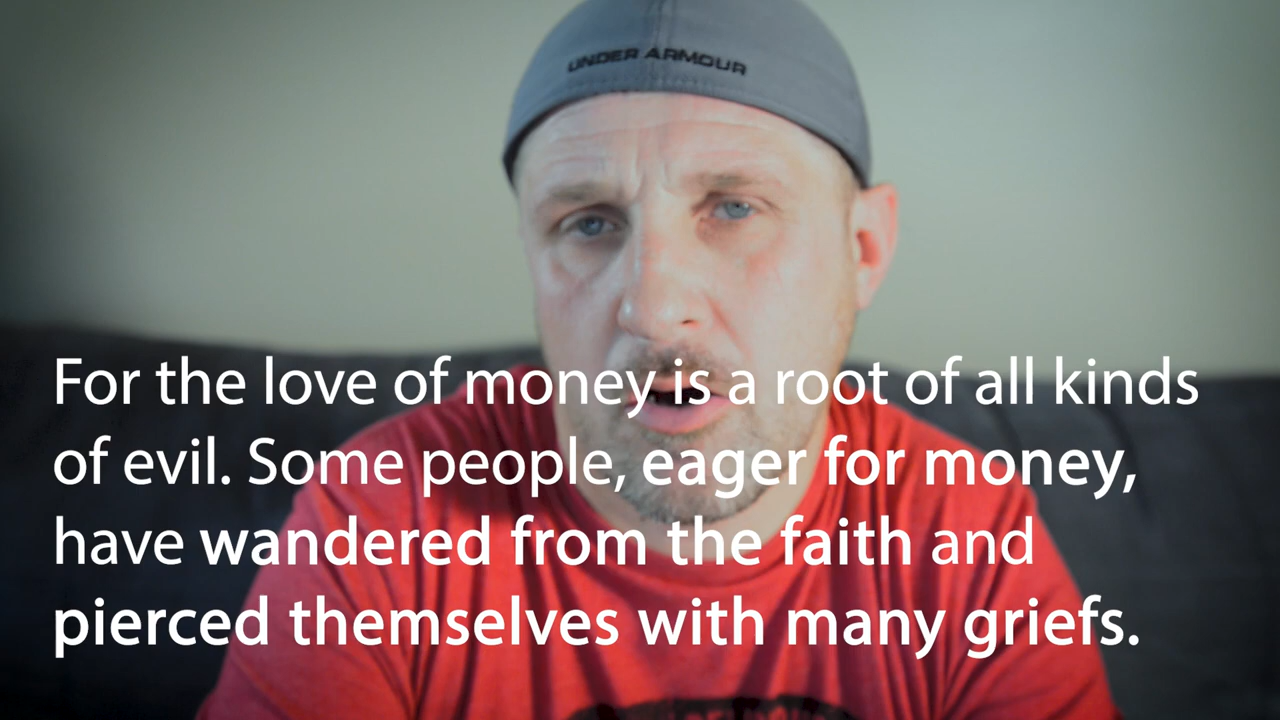 UNDER ARMOUR
For the love of money is a root of all kinds
of evil. Some people, eager for money,
have wandered from the faith and
pierced themselves with many griefs.